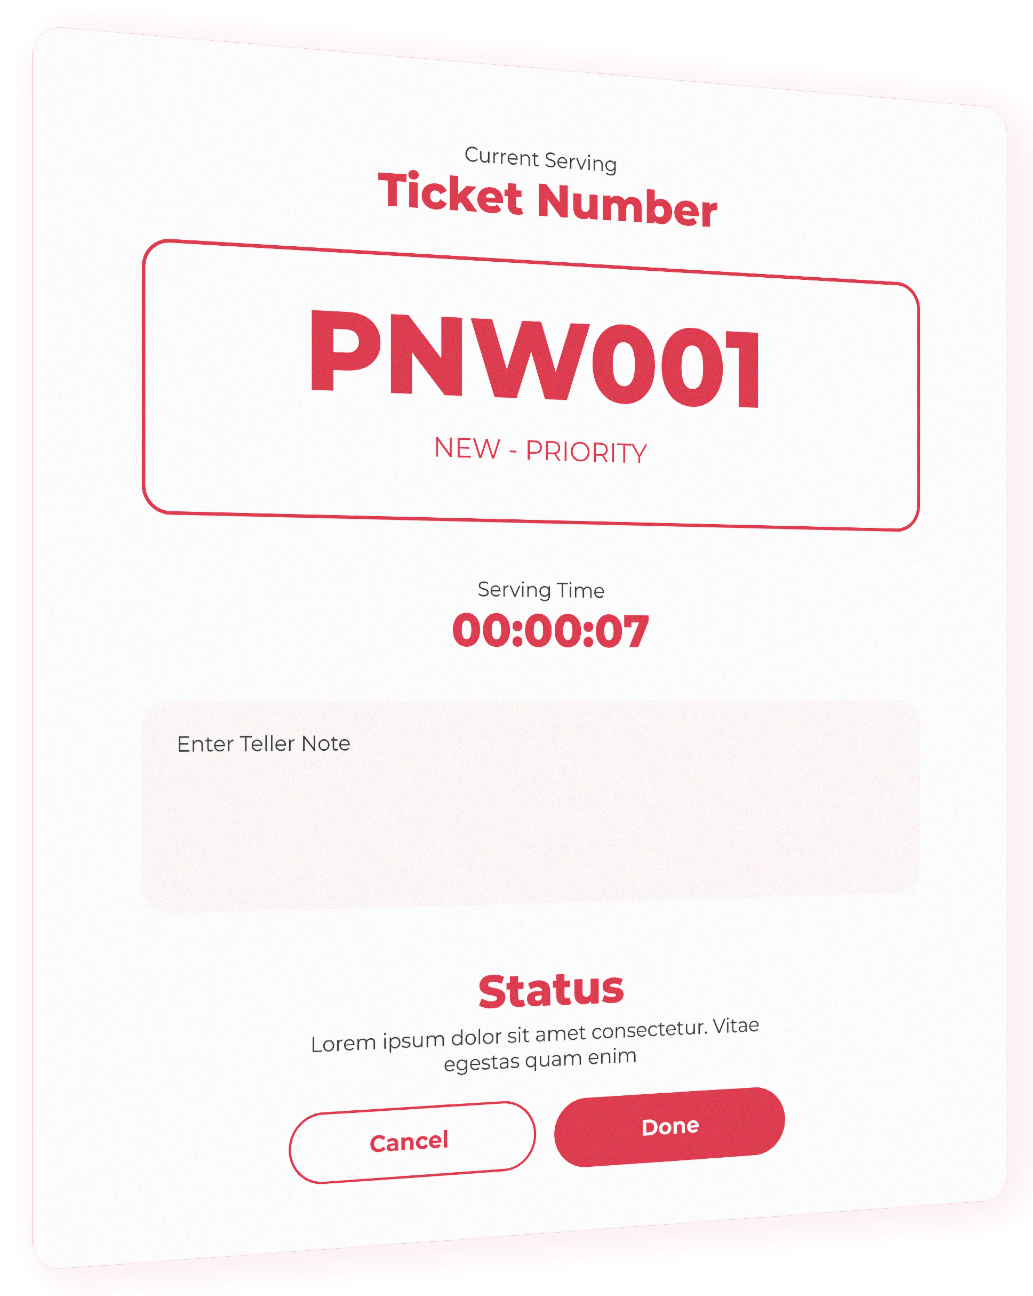 Current Serving
Ticket Number
PNW001
NEW - PRIORITY
Serving Time
00:00:07
Enter Teller Note
Status
Lorem ipsum dolor sit amet consectetur. Vitae
egestas quam enim
Cancel
Done